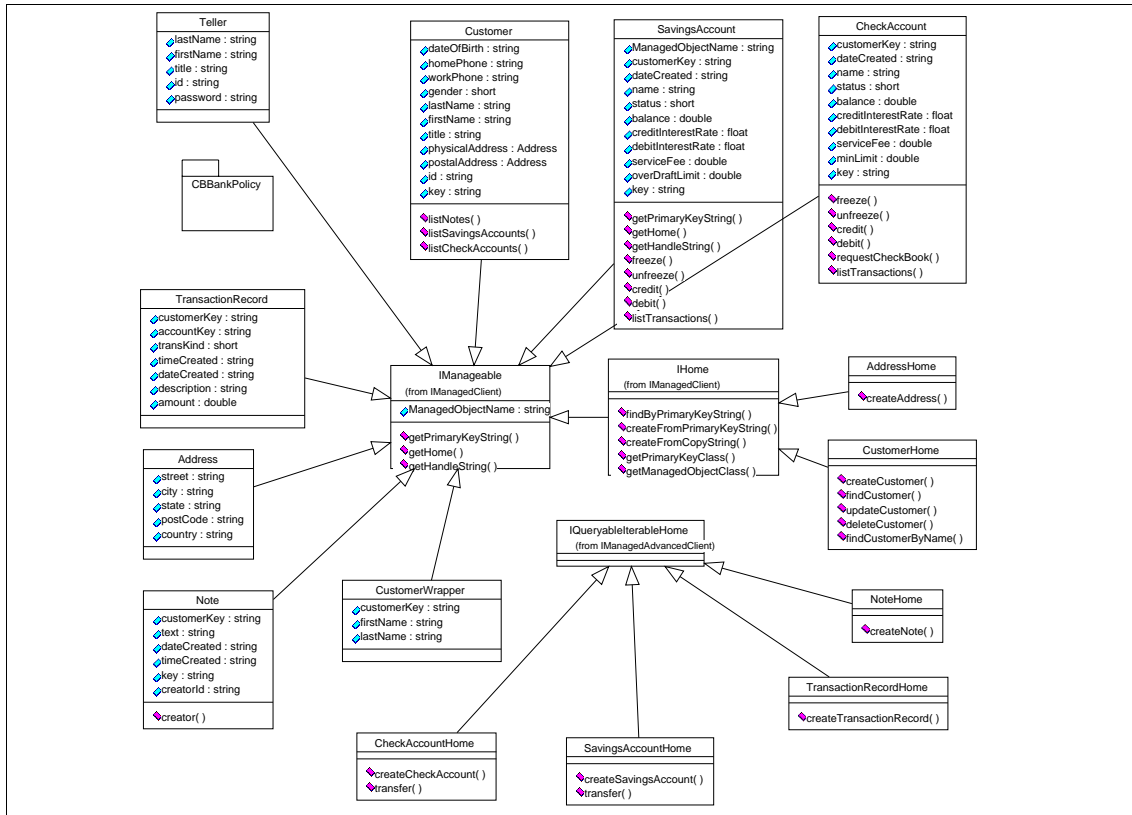 Teller
lastName : string
firstName : string
title : string
id : string
password : string
Customer
dateOfBirth : string
homePhone : string
workPhone : string
gender : short
lastName : string
firstName : string
title : string
physicalAddress : Address
postalAddress : Address
id : string
key : string
listNotes( )
listSavingsAccounts( )
listCheckAccounts( )
SavingsAccount
ManagedObjectName : string
customerKey : string
dateCreated : string
name : string
status : short
balance : double
creditInterestRate : float
debitInterestRate : float
serviceFee : double
overDraftLimit : double
key : string
getPrimaryKeyString( )
getHome( )
getHandleString( )
freeze( )
unfreeze( )
credit( )
debit( )
listTransactions( )
CheckAccount
customerKey : string
dateCreated : string
name : string
status : short
balance : double
creditInterestRate : float
debitInterestRate : float
serviceFee : double
minLimit : double
key : string
freeze( )
unfreeze( )
credit( )
debit( )
requestCheckBook( )
listTransactions( )
CBBankPolicy
TransactionRecord
customerKey : string
accountKey : string
transKind : short
timeCreated : string
dateCreated : string
description : string
amount : double
IManageable
(from IManagedClient)
ManagedObjectName : string
getPrimaryKeyString( )
getHome( )
getHandleString( )
IHome
(from IManagedClient)
findByPrimaryKeyString( )
createFromPrimaryKeyString( )
createFromCopyString( )
getPrimaryKeyClass( )
getManagedObjectClass( )
AddressHome
createAddress( )
Address
street : string
city : string
state : string
postCode : string
country : string
CustomerHome
createCustomer( )
findCustomer( )
updateCustomer( )
deleteCustomer( )
findCustomerByName( )
IQueryableIterableHome
(from IManagedAdvancedClient)
Note
customerKey : string
text : string
dateCreated : string
timeCreated : string
key : string
creatorId : string
creator( )
CustomerWrapper
customerKey : string
firstName : string
lastName : string
NoteHome
createNote( )
TransactionRecordHome
createTransactionRecord( )
CheckAccountHome
createCheckAccount( )
transfer( )
SavingsAccountHome
createSavingsAccount( )
transfer( )